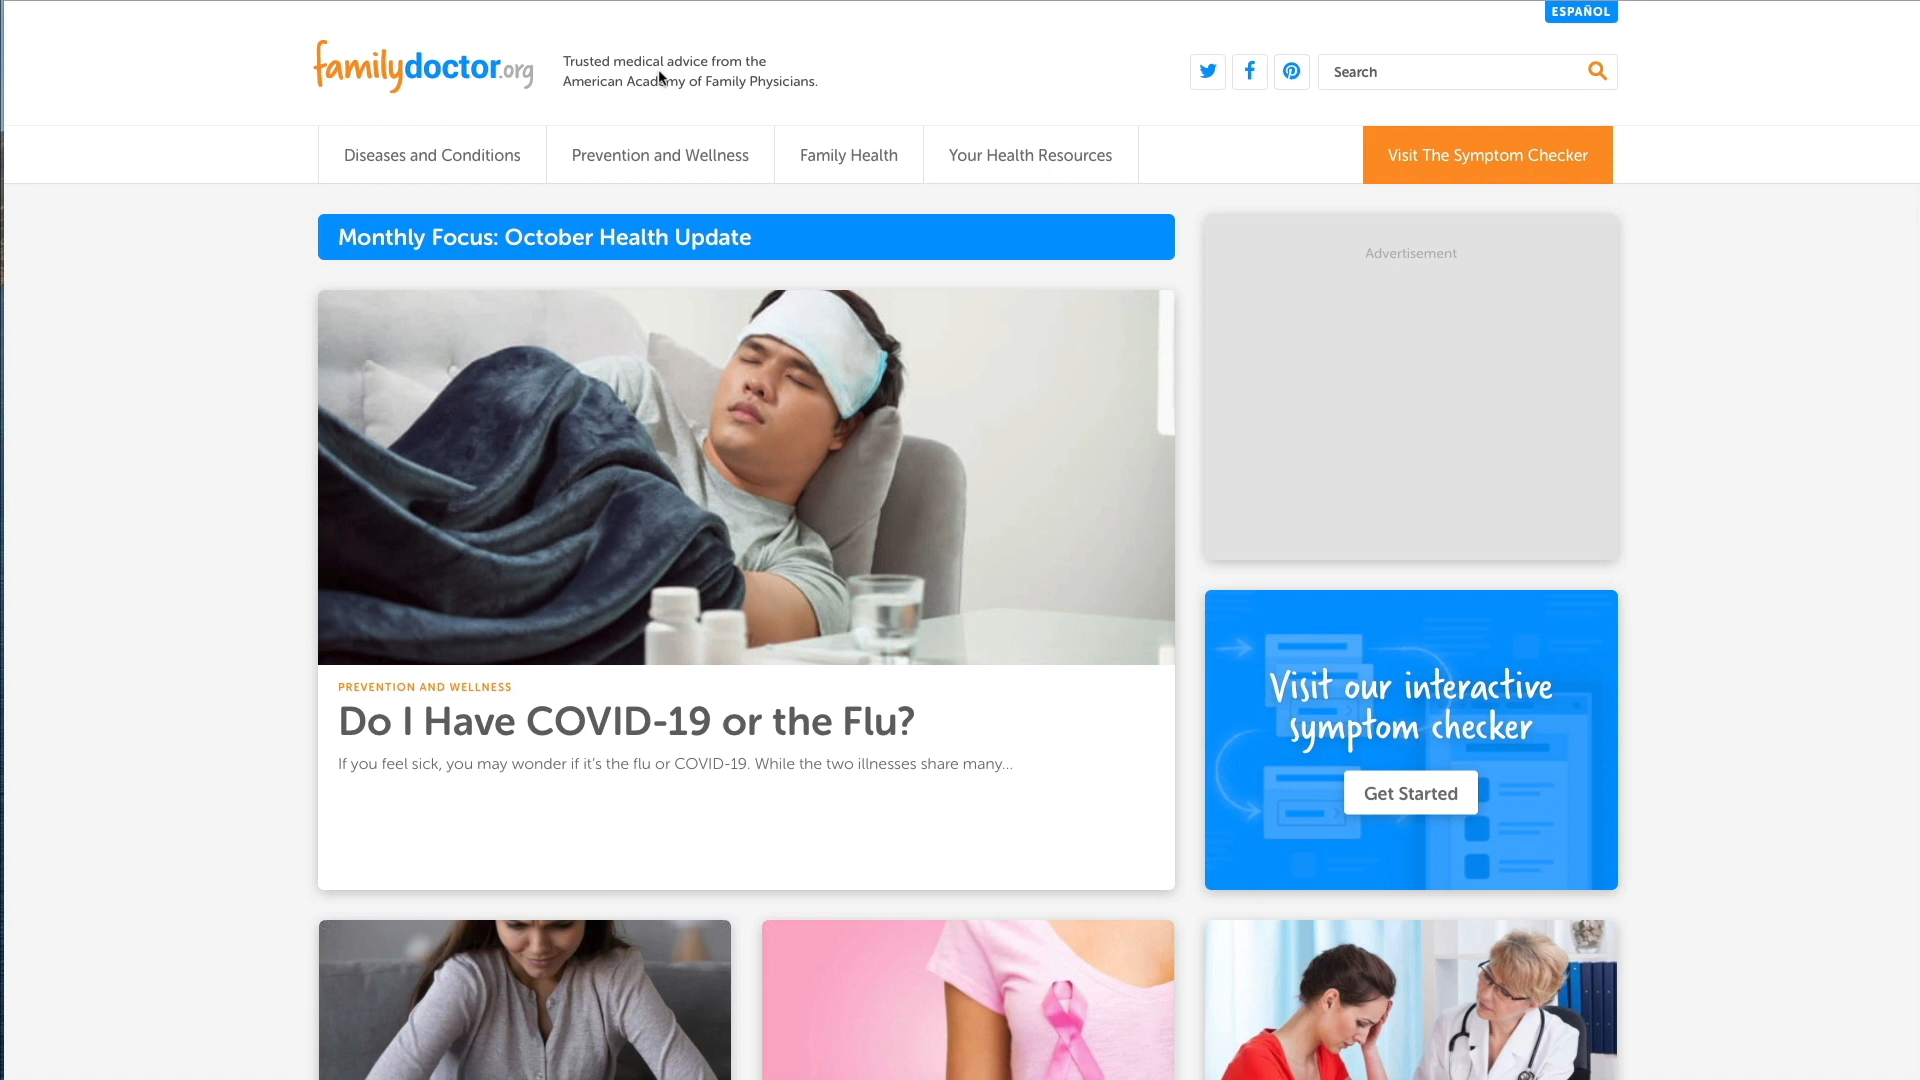 ESPAÑOL
familydoctor.org
Trusted medical advice from the
American Academy of Family Physicians.
Search
Diseases and Conditions
Prevention and Wellness
Family Health
Your Health Resources
Visit The Symptom Checker
Monthly Focus: October Health Update
Advertisement
PREVENTION AND WELLNESS
Do I Have COVID-19 or the Flu?
If you feel sick, you may wonder if it’s the flu or COVID-19. While the two illnesses share many...
Visit our interactive
symptom checker
Get Started